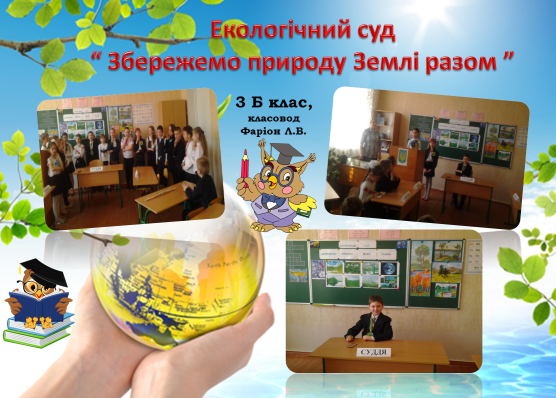 Екологічний суд
“ Збережемо природу Землі разом ”
3 Б клас,
класовод
Фаріон Л.В.
СУДДЯ